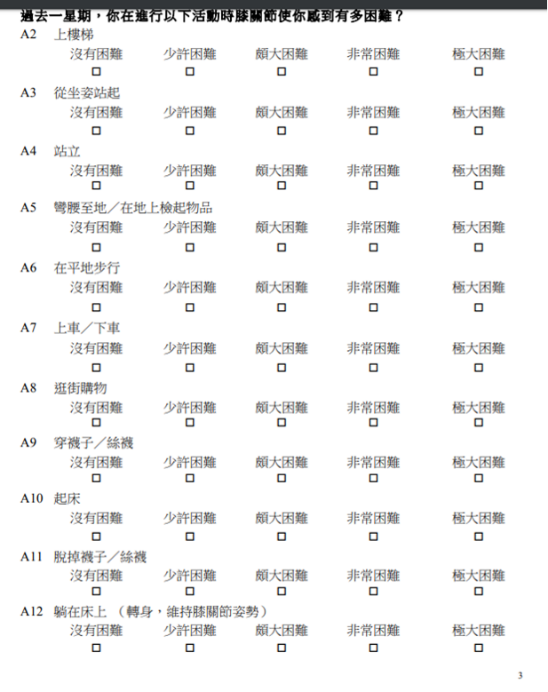 過去一星期，你在進行以下活動時膝關節使你感到有多困難？
A2 上樓梯
沒有困難 少許困難 頗大困難 非常困難 極大困難
□ □ □ □ □
A3 從坐姿站起
沒有困難 少許困難 頗大困難 非常困難 極大困難
□ □ □ □ □
A4 站立
沒有困難 少許困難 頗大困難 非常困難 極大困難
□ □ □ □ □
A5 彎腰至地／在地上檢起物品
沒有困難 少許困難 頗大困難 非常困難 極大困難
□ □ □ □ □
A6 在平地步行
沒有困難 少許困難 頗大困難 非常困難 極大困難
□ □ □ □ □
A7 上車／下車
沒有困難 少許困難 頗大困難 非常困難 極大困難
□ □ □ □ □
A8 逛街購物
沒有困難 少許困難 頗大困難 非常困難 極大困難
□ □ □ □ □
A9 穿襪子／絲襪
沒有困難 少許困難 頗大困難 非常困難 極大困難
□ □ □ □ □
A10 起床
沒有困難 少許困難 頗大困難 非常困難 極大困難
□ □ □ □ □
A11 脫掉襪子／絲襪
沒有困難 少許困難 頗大困難 非常困難 極大困難
□ □ □ □ □
A12 躺在床上 （轉身，維持膝關節姿勢）
沒有困難 少許困難 頗大困難 非常困難 極大困難
□ □ □ □ □
3